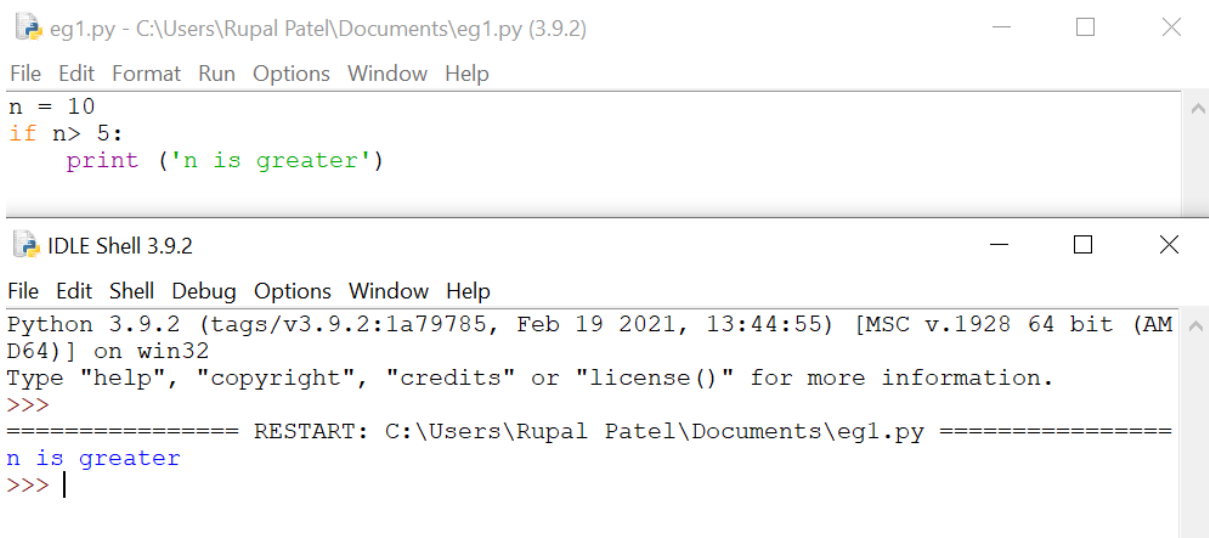 eg1.py - C:\Users\Rupal Patel\Documents\eg1.py (3.9.2)
File Edit Format Run Options Window Help
n = 10
if n> 5:
    print ('n is greater')
IDLE Shell 3.9.2
File Edit Shell Debug Options Window Help
Python 3.9.2 (tags/v3.9.2:1a79785, Feb 19 2021, 13:44:55) [MSC v.1928 64 bit (AM
D64)] on win32
Type "help", "copyright", "credits" or "license()" for more information.
>>>
================ RESTART: C:\Users\Rupal Patel\Documents\eg1.py ================
n is greater
>>>